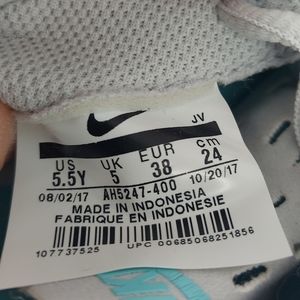 JV
US UK EUR cm
5.5Y 5 38 24
08/02/17 AH5247-400 10/20/17
MADE IN INDONESIA
FABRIQUE EN INDONESIE
107737525
UPC 00685068251856